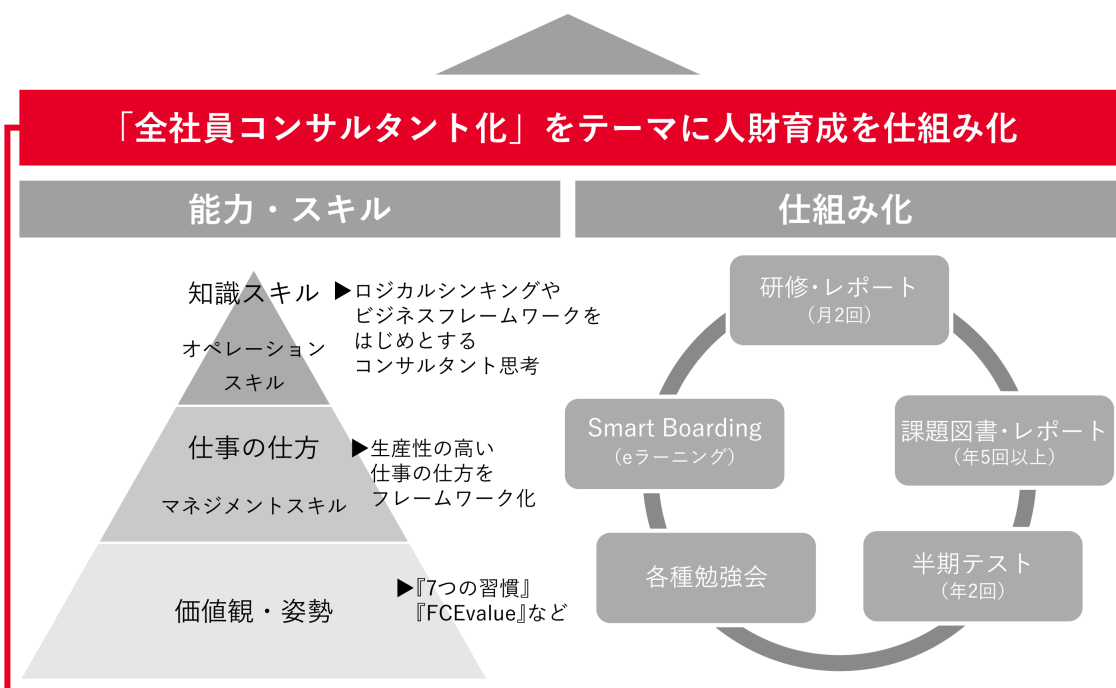 「全社員コンサルタント化」をテーマに人財育成を仕組み化
能力・スキル
知識スキル
オペレーション
スキル
▶ロジカルシンキングや
ビジネスフレームワークを
はじめとする
コンサルタント思考
仕事の仕方
マネジメントスキル
▶生産性の高い
仕事の仕方を
フレームワーク化
価値観・姿勢
▶『7つの習慣』
『FCEvalue』など
仕組み化
研修・レポート
（月2回）
課題図書・レポート
（年5回以上）
半期テスト
（年2回）
各種勉強会
Smart Boarding
（eラーニング）